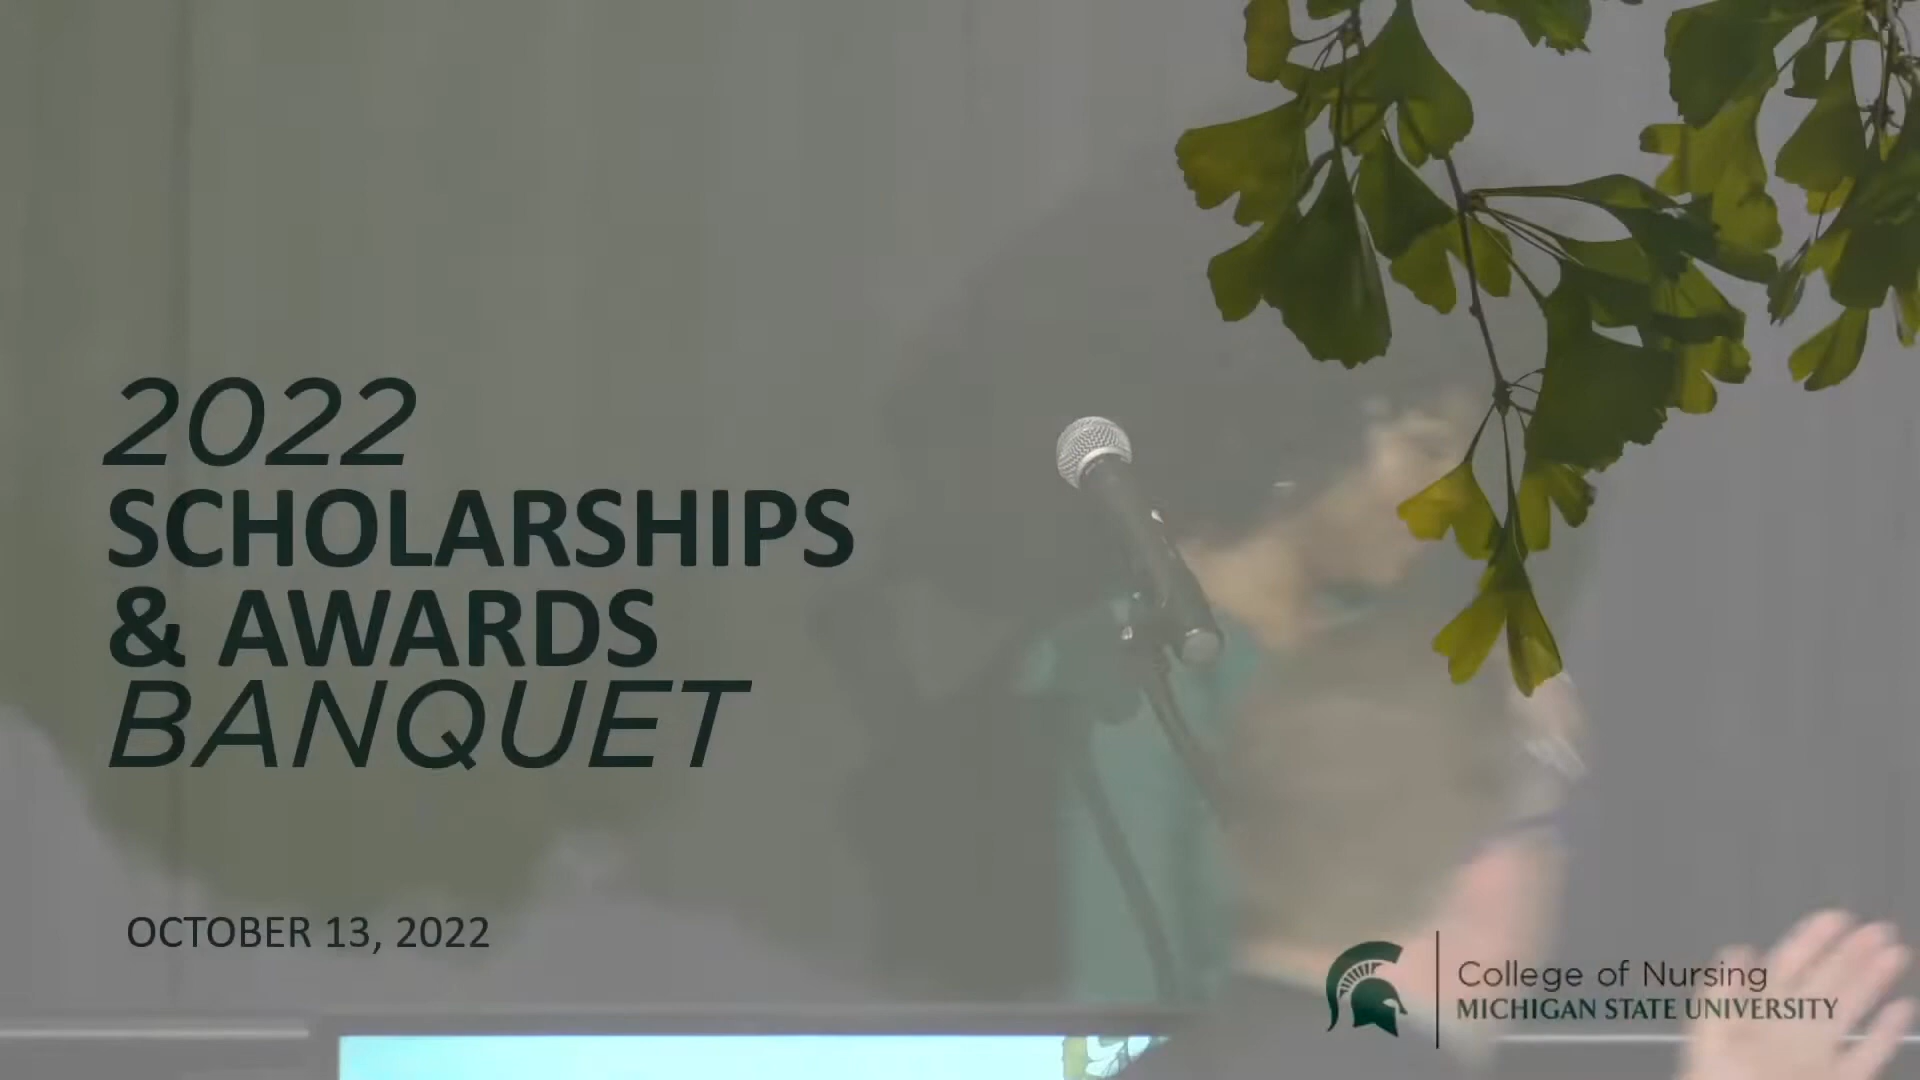 2022
SCHOLARSHIPS
& AWARDS
BANQUET
OCTOBER 13, 2022
College of Nursing
MICHIGAN STATE UNIVERSITY